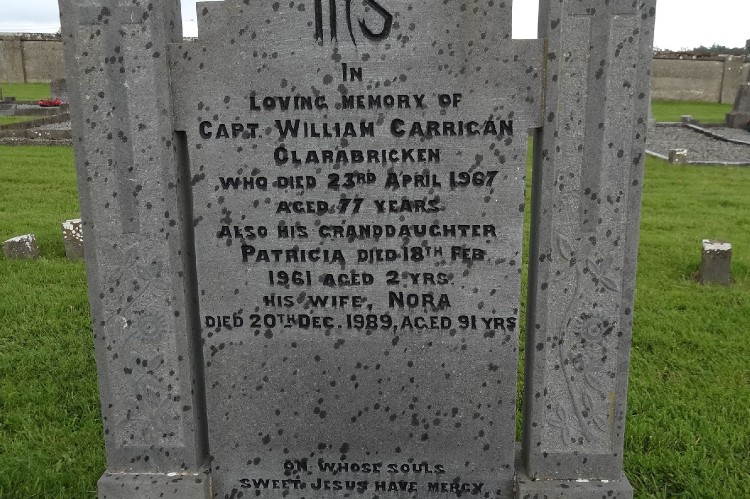 IHS
IN
LOVING MEMORY OF
CAPT. WILLIAM CARRIGAN
CLARABRICKEN
WHO DIED 23RD APRIL 1967
AGED 77 YEARS.
ALSO HIS GRANDDAUGHTER
PATRICIA DIED 18TH FEB.
1961 AGED 2 YRS.
HIS WIFE, NORA
DIED 20TH DEC. 1989, AGED 91 YRS
ON WHOSE SOULS
SWEET JESUS HAVE MERCY.